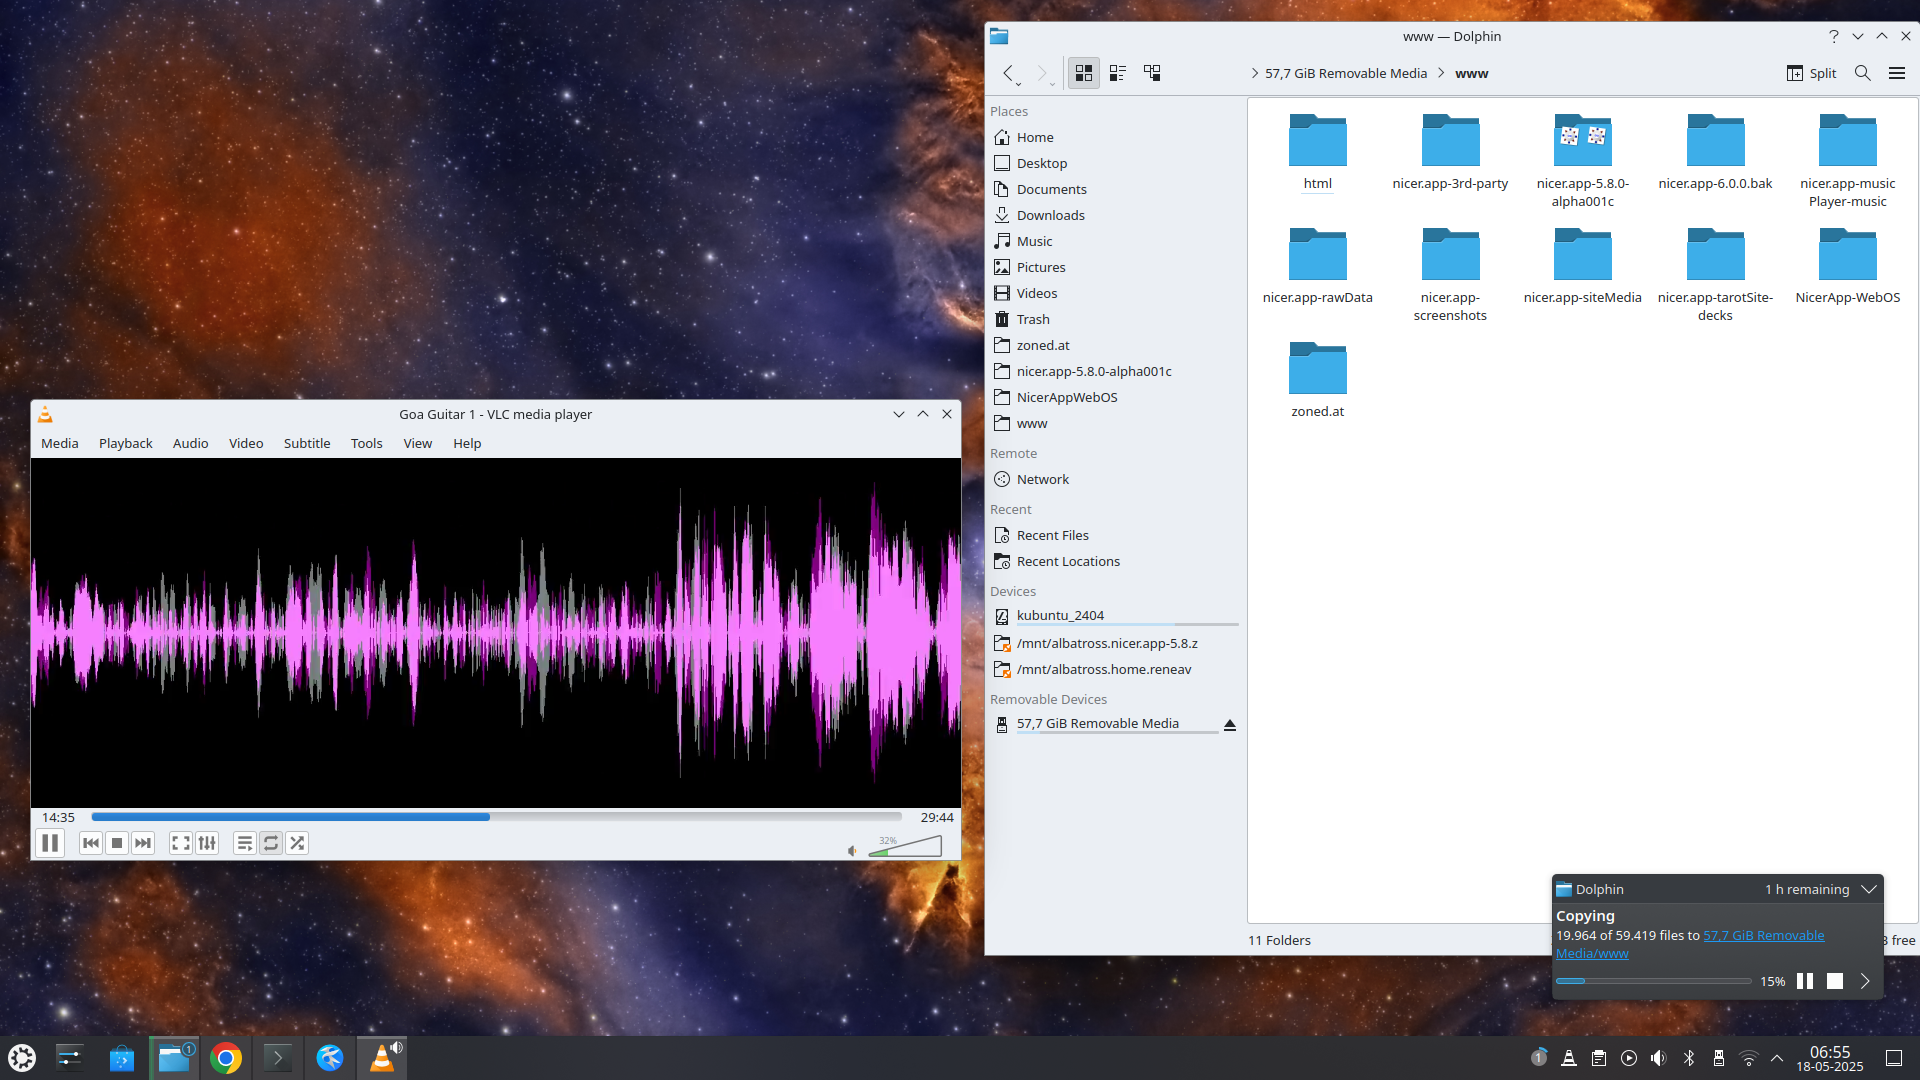 www — Dolphin
57,7 GiB Removable Media
www
Split
Places
Home
Desktop
Documents
Downloads
Music
Pictures
Videos
Trash
zoned.at
nicer.app-5.8.0-alpha001c
NicerAppWebOS
www
Remote
Network
Recent
Recent Files
Recent Locations
Devices
kubuntu_2404
/mnt/albatross.nicer.app-5.8.z
/mnt/albatross.home.reneav
Removable Devices
57,7 GiB Removable Media
html
nicer.app-3rd-party
nicer.app-5.8.0-
alpha001c
nicer.app-6.0.0.bak
nicer.app-music
Player-music
nicer.app-rawData
nicer.app-
screenshots
nicer.app-siteMedia
nicer.app-tarotSite-
decks
NicerApp-WebOS
zoned.at
11 Folders
free
Goa Guitar 1 - VLC media player
Media Playback Audio Video Subtitle Tools View Help
14:35
29:44
32%
Dolphin
1 h remaining
Copying
19.964 of 59.419 files to 57,7 GiB Removable
Media/www
15%
1
1
06:55
18-05-2025